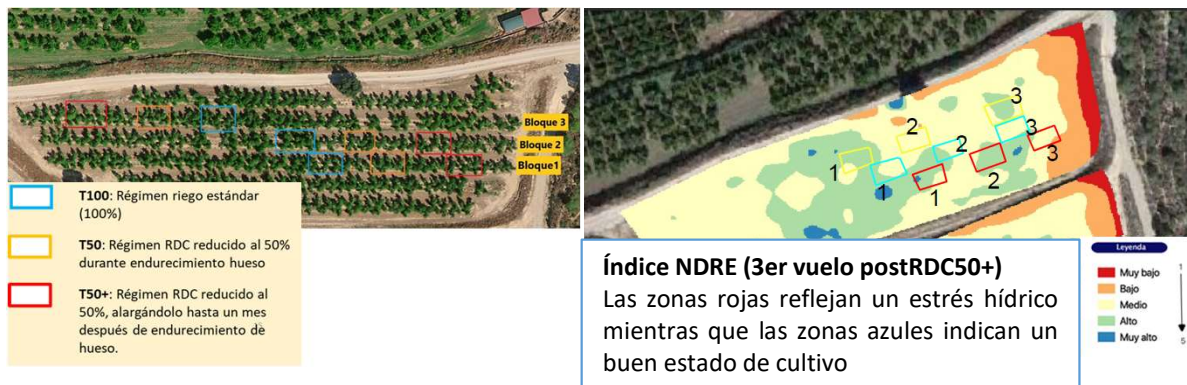 Bloque 3
Bloque 2
Bloque1
T100: Régimen riego estándar
(100%)
T50: Régimen RDC reducido al 50%
durante endurecimiento hueso
T50+: Régimen RDC reducido al
50%, alargándolo hasta un mes
después de endurecimiento de
hueso.
3
2
3
2
1
3
1
2
1
Índice NDRE (3er vuelo postRDC50+)
Las zonas rojas reflejan un estrés hídrico
mientras que las zonas azules indican un
buen estado de cultivo
Leyenda
Muy bajo
1
Bajo
Medio
Alto
Muy alto
5